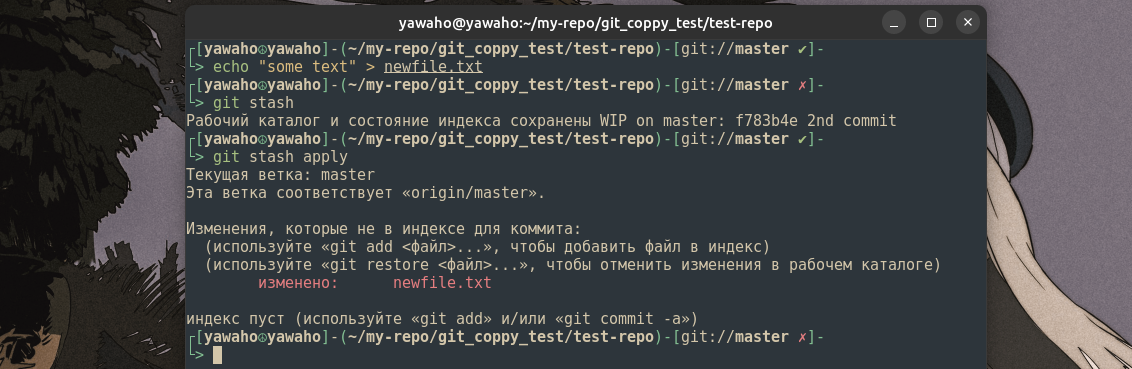 yawaho@yawaho:~/my-repo/git_coppy_test/test-repo
┌[yawaho☮yawaho]-(~/my-repo/git_coppy_test/test-repo)-[git://master ✔]-
└> echo "some text" > newfile.txt
┌[yawaho☮yawaho]-(~/my-repo/git_coppy_test/test-repo)-[git://master ✗]-
└> git stash
Рабочий каталог и состояние индекса сохранены WIP on master: f783b4e 2nd commit
┌[yawaho☮yawaho]-(~/my-repo/git_coppy_test/test-repo)-[git://master ✔]-
└> git stash apply
Текущая ветка: master
Эта ветка соответствует «origin/master».
Изменения, которые не в индексе для коммита:
  (используйте «git add <файл>...», чтобы добавить файл в индекс)
  (используйте «git restore <файл>...», чтобы отменить изменения в рабочем каталоге)
        изменено:      newfile.txt
индекс пуст (используйте «git add» и/или «git commit -a»)
┌[yawaho☮yawaho]-(~/my-repo/git_coppy_test/test-repo)-[git://master ✗]-
└>